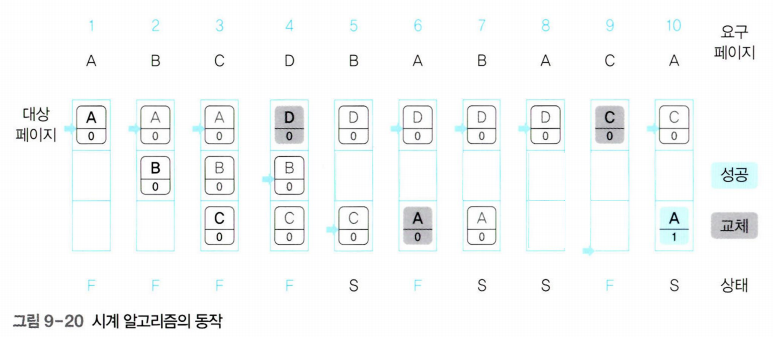 1 2 3 4 5 6 7 8 9 10
요구
페이지
A B C D B A B A C A
대상
페이지
A A A D D D D D C C
0 0 0 0 0 0 0 0 0 0
B B B
0 0 0
성공
C C C A A A
0 0 0 0 0 1
교체
F F F F S F S S F S 상태
그림 9-20 시계 알고리즘의 동작